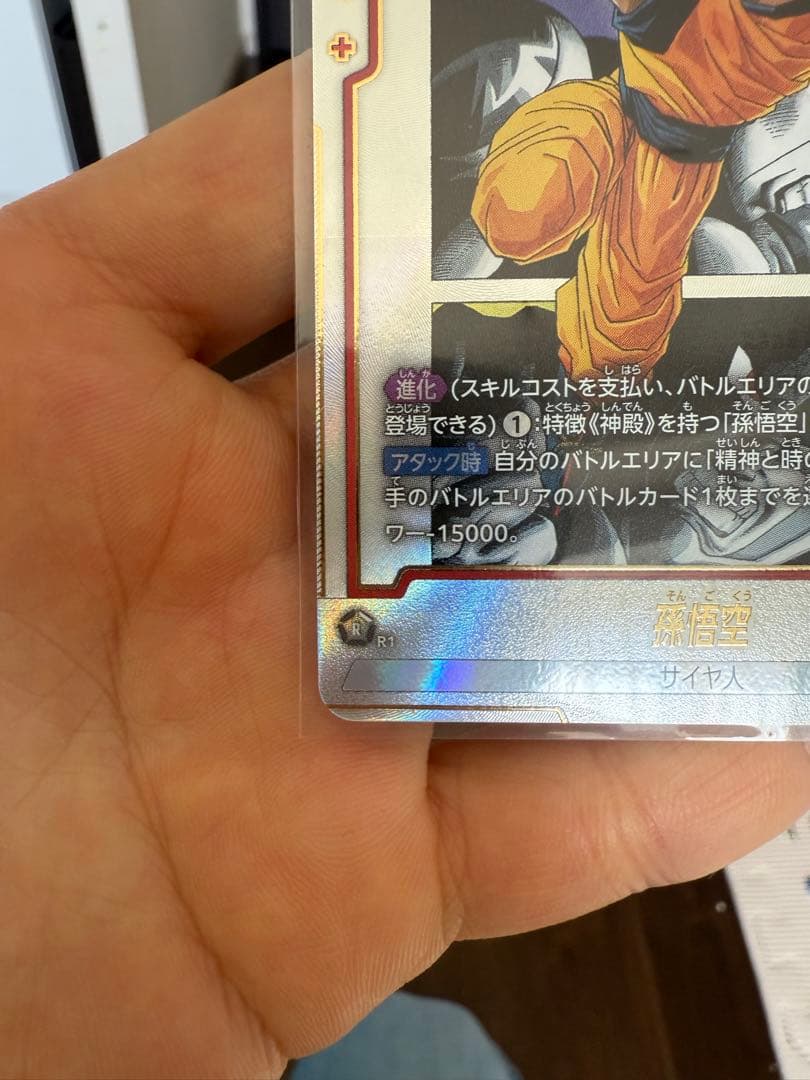 進化 (スキルコストを支払い、バトルエリアの
登場できる) ❶:特徴《神殿》を持つ「孫悟空」
アタック時 自分のバトルエリアに「精神と時の
手のバトルエリアのバトルカード1枚までを
ワー-15000。
R R1
孫悟空
サイヤ人